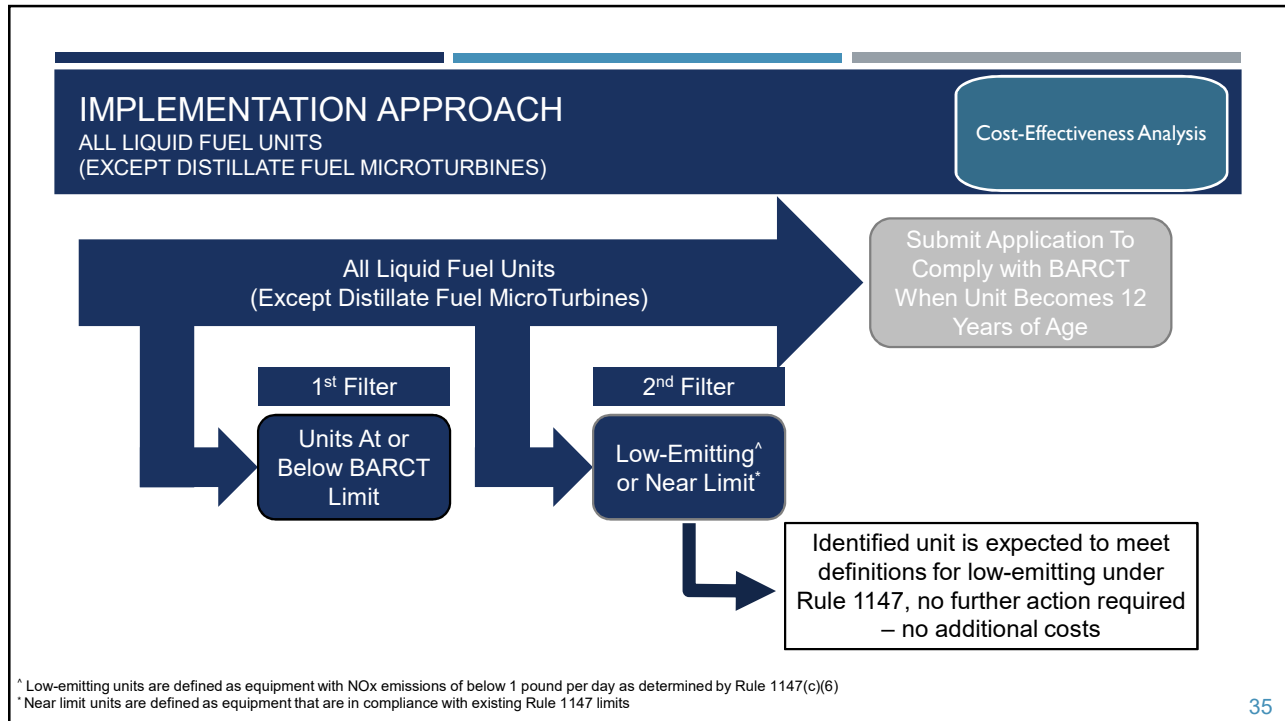 IMPLEMENTATION APPROACH
ALL LIQUID FUEL UNITS
(EXCEPT DISTILLATE FUEL MICROTURBINES)
Cost-Effectiveness Analysis
All Liquid Fuel Units
(Except Distillate Fuel MicroTurbines)
Submit Application To
Comply with BARCT
When Unit Becomes 12
Years of Age
1st Filter
Units At or
Below BARCT
Limit
2nd Filter
Low-Emitting^
or Near Limit*
Identified unit is expected to meet
definitions for low-emitting under
Rule 1147, no further action required
– no additional costs
^ Low-emitting units are defined as equipment with NOx emissions of below 1 pound per day as determined by Rule 1147(c)(6)
* Near limit units are defined as equipment that are in compliance with existing Rule 1147 limits
35